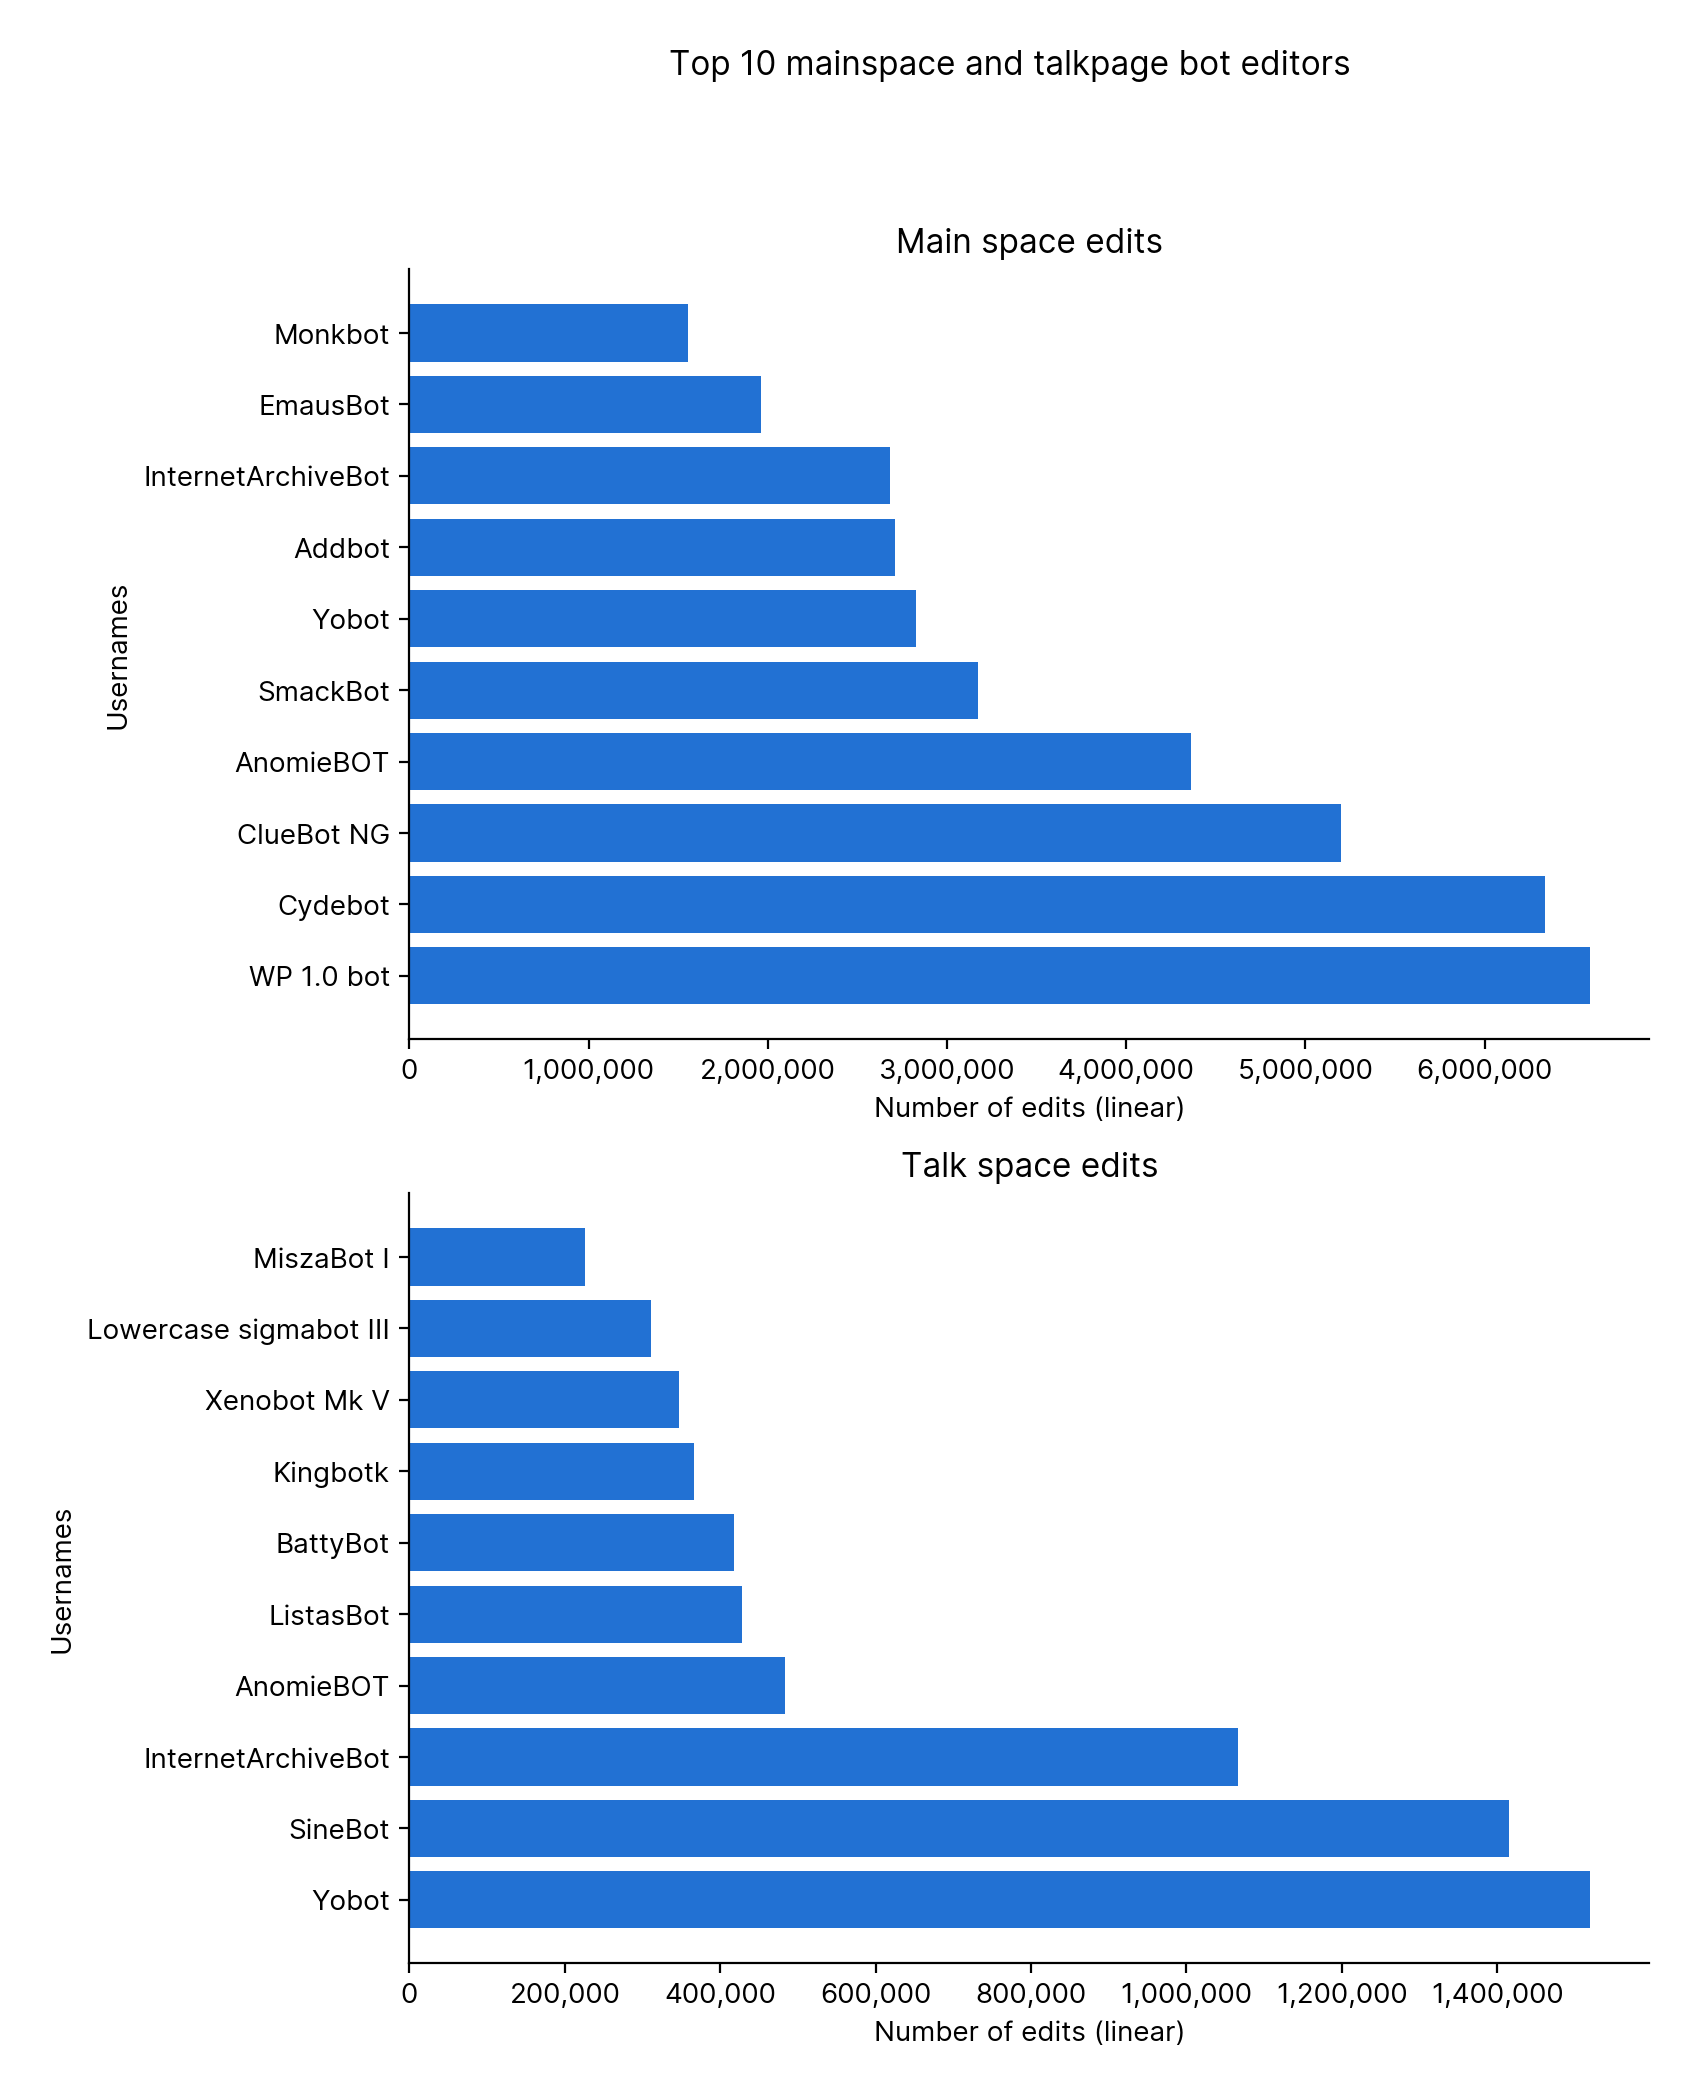 Top 10 mainspace and talkpage bot editors
Main space edits
Usernames
Monkbot
EmausBot
InternetArchiveBot
Addbot
Yobot
SmackBot
AnomieBOT
ClueBot NG
Cydebot
WP 1.0 bot
0 1,000,000 2,000,000 3,000,000 4,000,000 5,000,000 6,000,000
Number of edits (linear)
Talk space edits
Usernames
MiszaBot I
Lowercase sigmabot III
Xenobot Mk V
Kingbotk
BattyBot
ListasBot
AnomieBOT
InternetArchiveBot
SineBot
Yobot
0 200,000 400,000 600,000 800,000 1,000,000 1,200,000 1,400,000
Number of edits (linear)